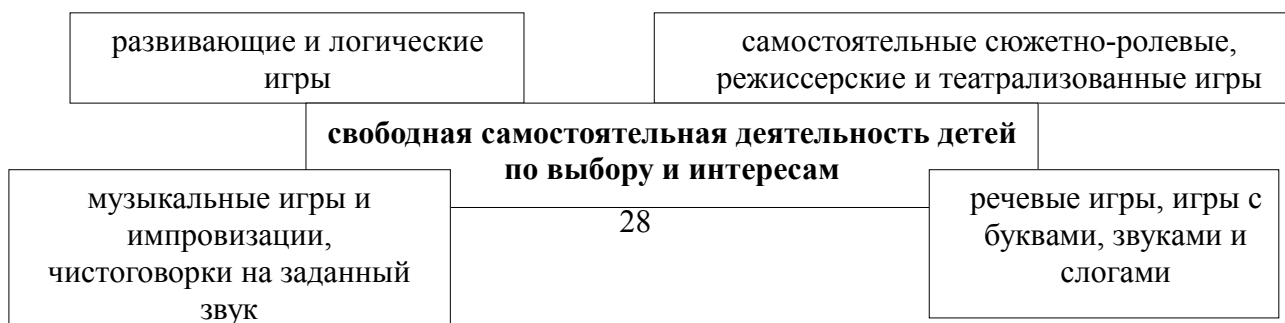 развивающие и логические
игры
самостоятельные сюжетно-ролевые,
режиссерские и театрализованные игры
свободная самостоятельная деятельность детей
по выбору и интересам
музыкальные игры и
импровизации,
чистоговорки на заданный
звук
28
речевые игры, игры с
буквами, звуками и
слогами